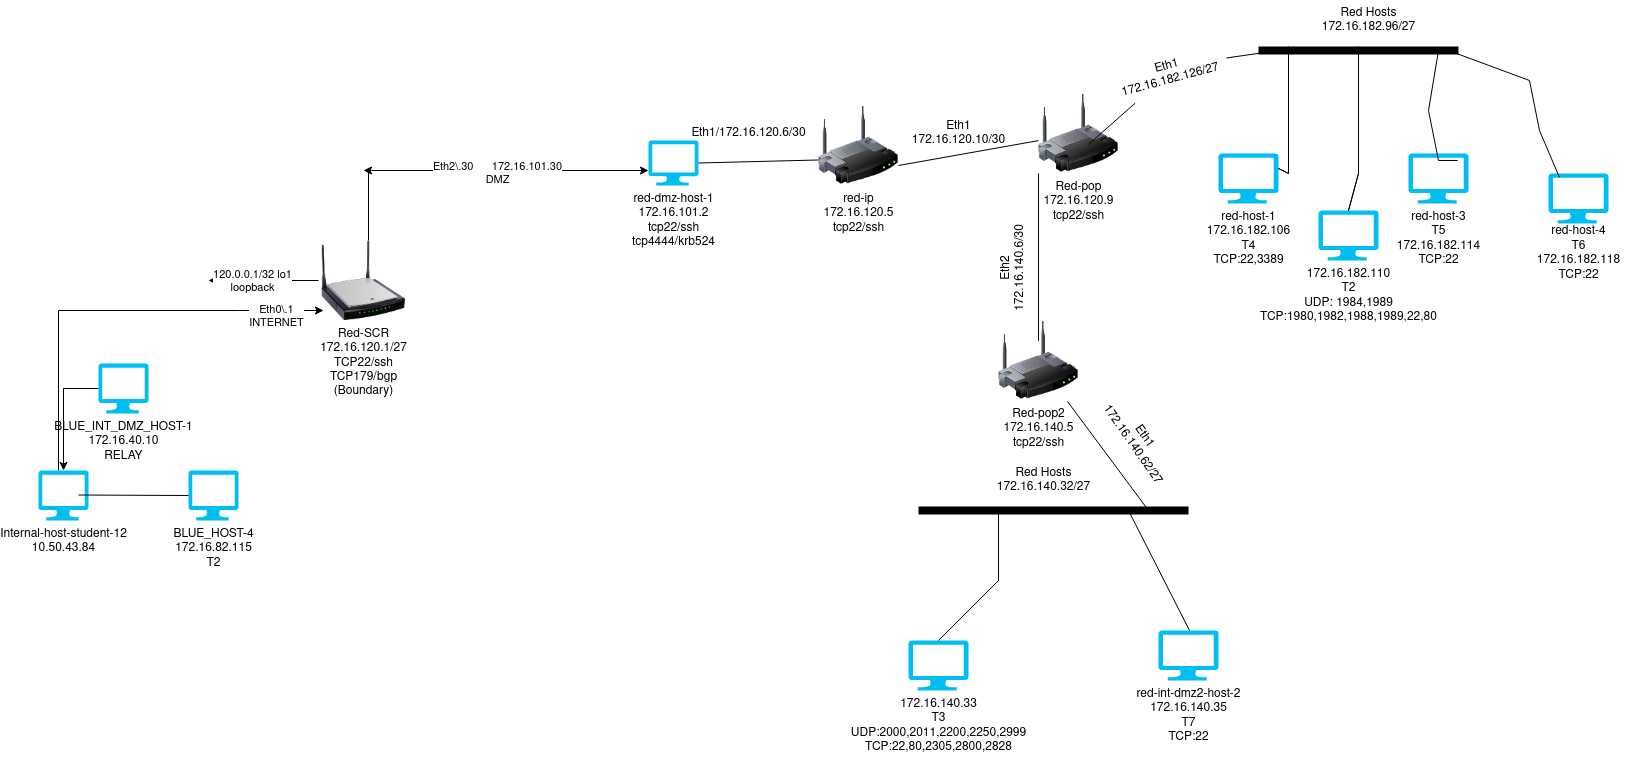 Red Hosts
172.16.182.96/27
Eth1
172.16.182.126/27
Eth1/172.16.120.6/30
Eth1
172.16.120.10/30
Eth2\.30
172.16.101.30
DMZ
red-dmz-host-1
172.16.101.2
tcp22/ssh
tcp4444/krb524
red-ip
172.16.120.5
tcp22/ssh
Red-pop
172.16.120.9
tcp22/ssh
red-host-1
172.16.182.106
T4
TCP:22,3389
172.16.182.110
T2
UDP: 1984,1989
TCP:1980,1982,1988,1989,22,80
red-host-3
T5
172.16.182.114
TCP:22
red-host-4
T6
172.16.182.118
TCP:22
120.0.0.1/32 lo1
loopback
Eth0\.1
INTERNET
Red-SCR
172.16.120.1/27
TCP22/ssh
TCP179/bgp
(Boundary)
Eth2
172.16.140.6/30
BLUE_INT_DMZ_HOST-1
172.16.40.10
RELAY
Red-pop2
172.16.140.5
tcp22/ssh
Eth1
172.16.140.62/27
Red Hosts
172.16.140.32/27
Internal-host-student-12
10.50.43.84
BLUE_HOST-4
172.16.82.115
T2
172.16.140.33
T3
UDP:2000,2011,2200,2250,2999
TCP:22,80,2305,2800,2828
red-int-dmz2-host-2
172.16.140.35
T7
TCP:22